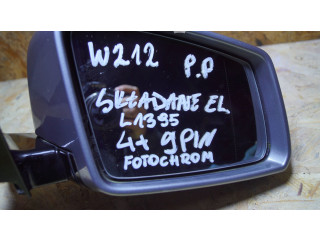 W212 P.P
SKŁADANE EL
L1395
4+ 9PIN
FOTOCHROM